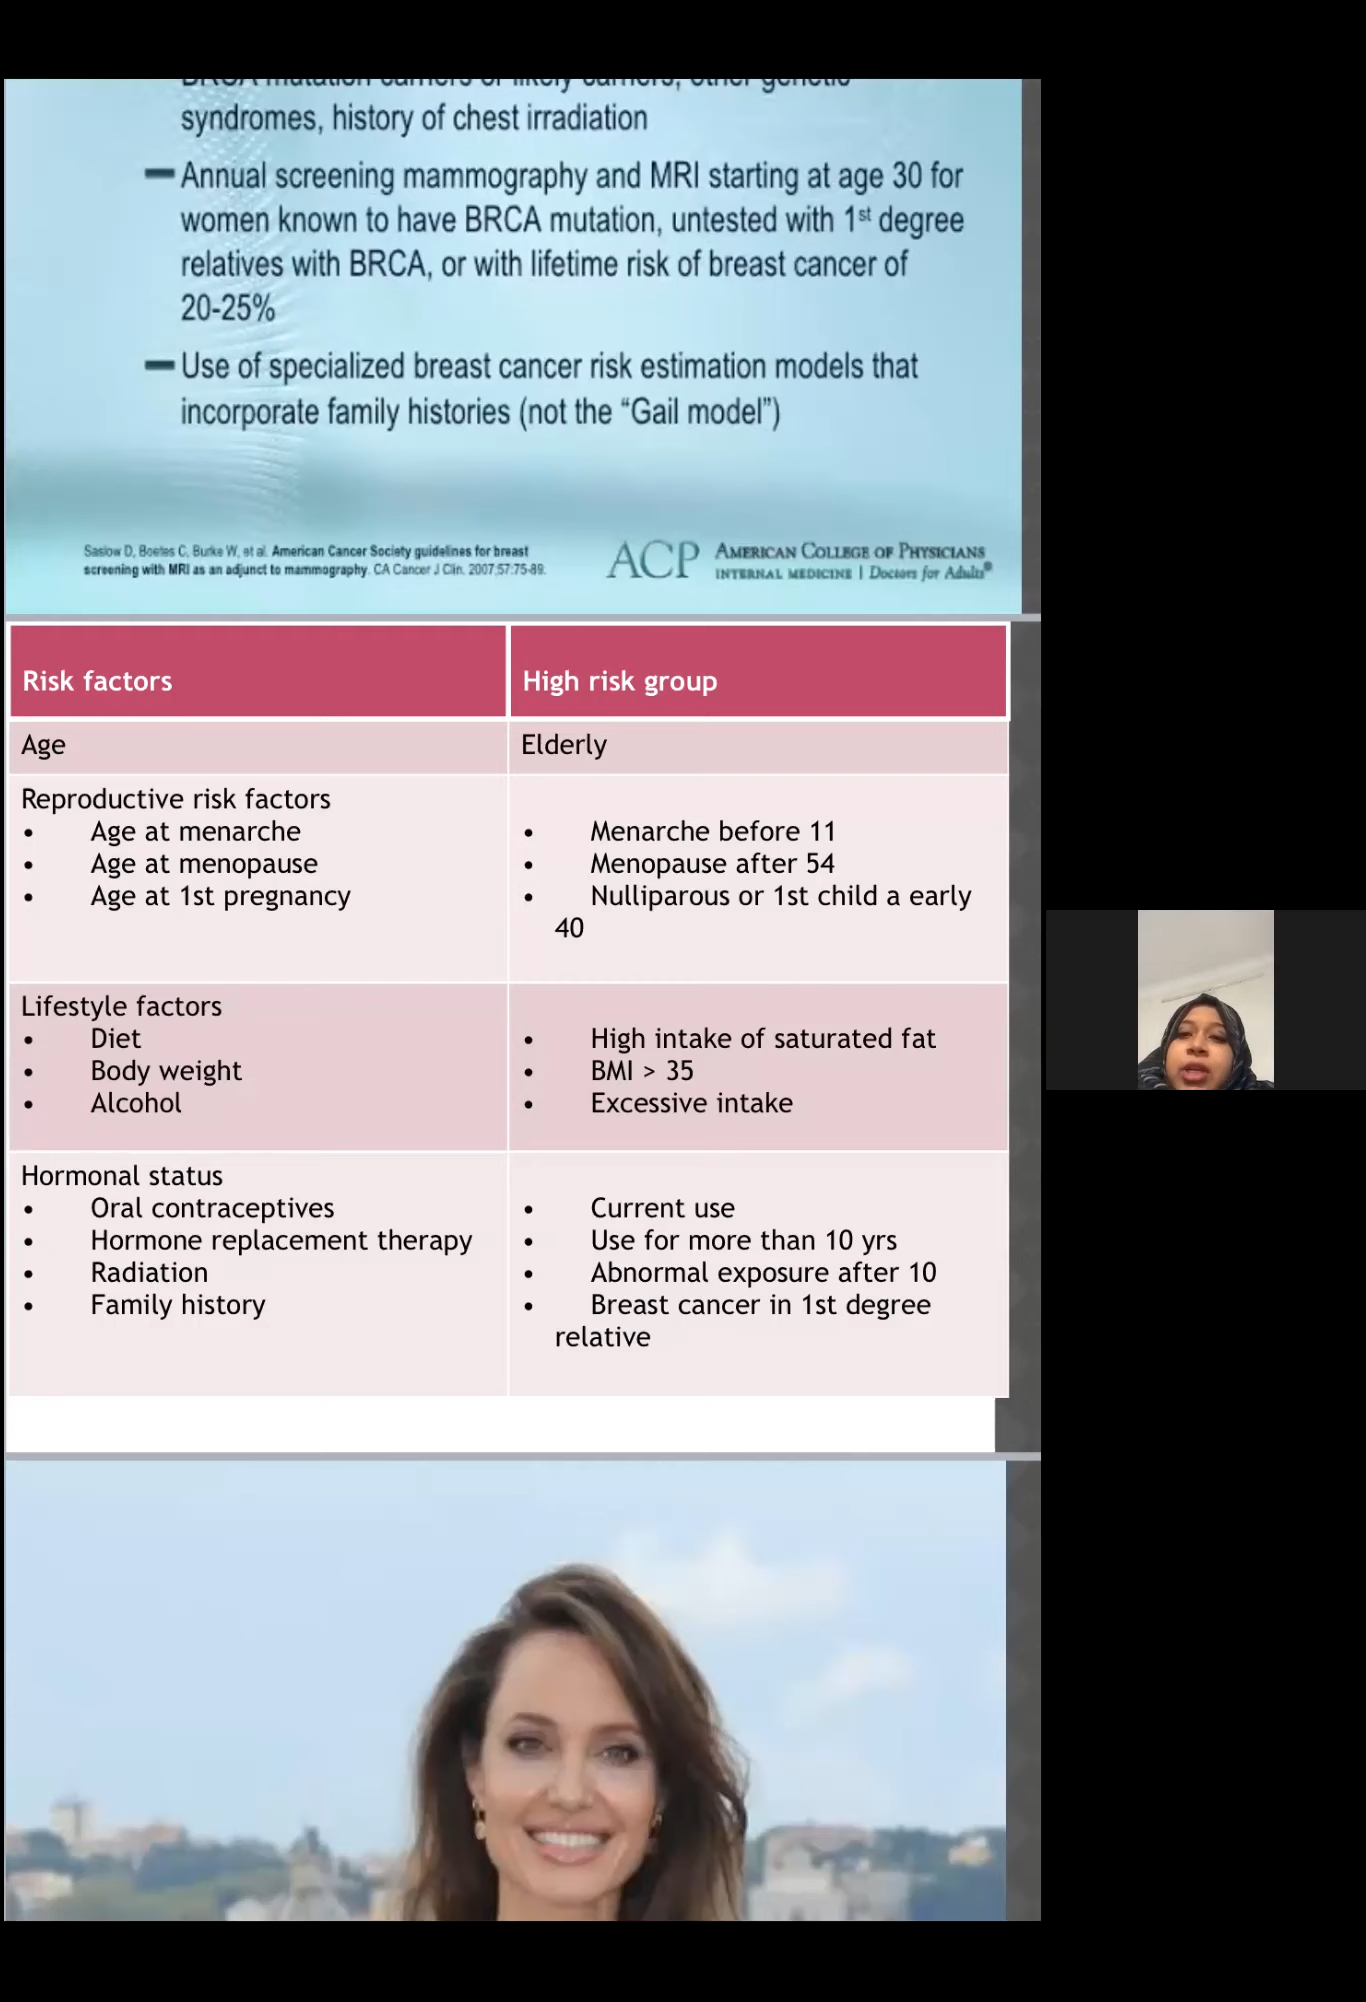 BRCA mutation carriers or likely carriers, other genetic
syndromes, history of chest irradiation
Annual screening mammography and MRI starting at age 30 for
women known to have BRCA mutation, untested with 1st degree
relatives with BRCA, or with lifetime risk of breast cancer of
20-25%
Use of specialized breast cancer risk estimation models that
incorporate family histories (not the “Gail model”)
Saslow D, Boetes C, Burke W, et al. American Cancer Society guidelines for breast
screening with MRI as an adjunct to mammography. CA Cancer J Clin. 2007;57:75-89.
ACP AMERICAN COLLEGE OF PHYSICIANS
INTERNAL MEDICINE | Doctors for Adults®
Risk factors
High risk group
Age
Elderly
Reproductive risk factors
• Age at menarche
• Age at menopause
• Age at 1st pregnancy
• Menarche before 11
• Menopause after 54
• Nulliparous or 1st child a early
40
Lifestyle factors
• Diet
• Body weight
• Alcohol
• High intake of saturated fat
• BMI > 35
• Excessive intake
Hormonal status
• Oral contraceptives
• Hormone replacement therapy
• Radiation
• Family history
• Current use
• Use for more than 10 yrs
• Abnormal exposure after 10
• Breast cancer in 1st degree
relative